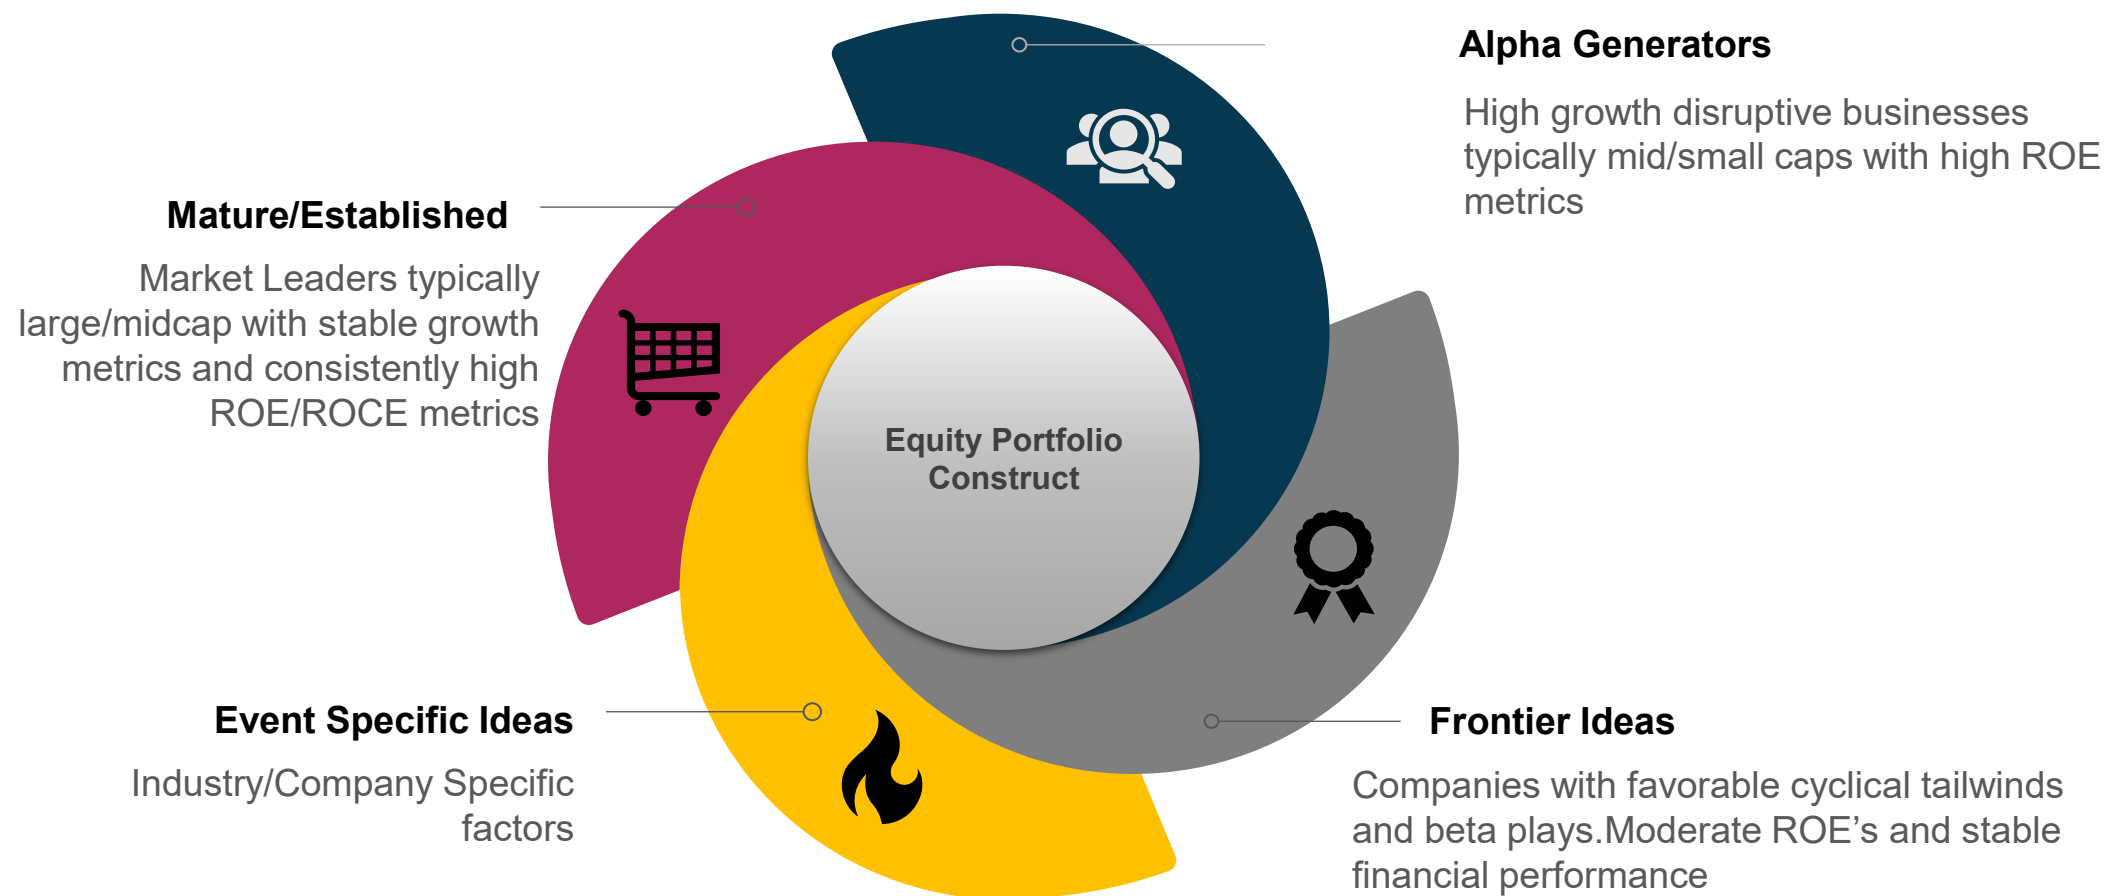 Alpha Generators
High growth disruptive businesses
typically mid/small caps with high ROE
metrics
Mature/Established
Market Leaders typically
large/midcap with stable growth
metrics and consistently high
ROE/ROCE metrics
Equity Portfolio
Construct
Event Specific Ideas
Industry/Company Specific
factors
Frontier Ideas
Companies with favorable cyclical tailwinds
and beta plays.Moderate ROE’s and stable
financial performance